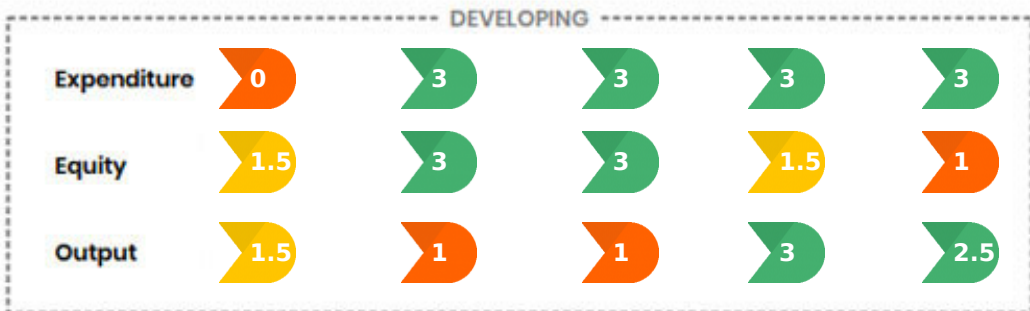 DEVELOPING
Expenditure 0 3 3 3 3
Equity 1.5 3 3 1.5 1
Output 1.5 1 1 3 2.5